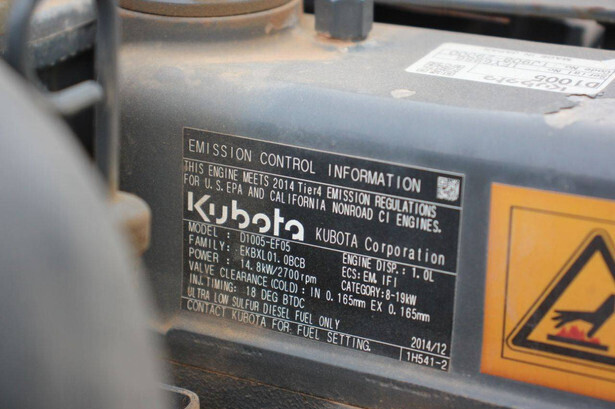 EMISSION CONTROL INFORMATION
THIS ENGINE MEETS 2014 Tier4 EMISSION REGULATIONS
FOR U.S. EPA AND CALIFORNIA NONROAD CI ENGINES.
Kubota KUBOTA Corporation
MODEL : D1005-EF05 ENGINE DISP.: 1.0L
FAMILY: EKBXL01.0BCB ECS: EM, IFI
POWER : 14.8kW/2700rpm CATEGORY: 8-19kW
VALVE CLEARANCE (COLD): IN 0.165mm EX 0.165mm
INJ.TIMING: 18 DEG BTDC
ULTRA LOW SULFUR DIESEL FUEL ONLY
CONTACT KUBOTA FOR FUEL SETTING.
2014/12
1H541-2
Kubota
D1005